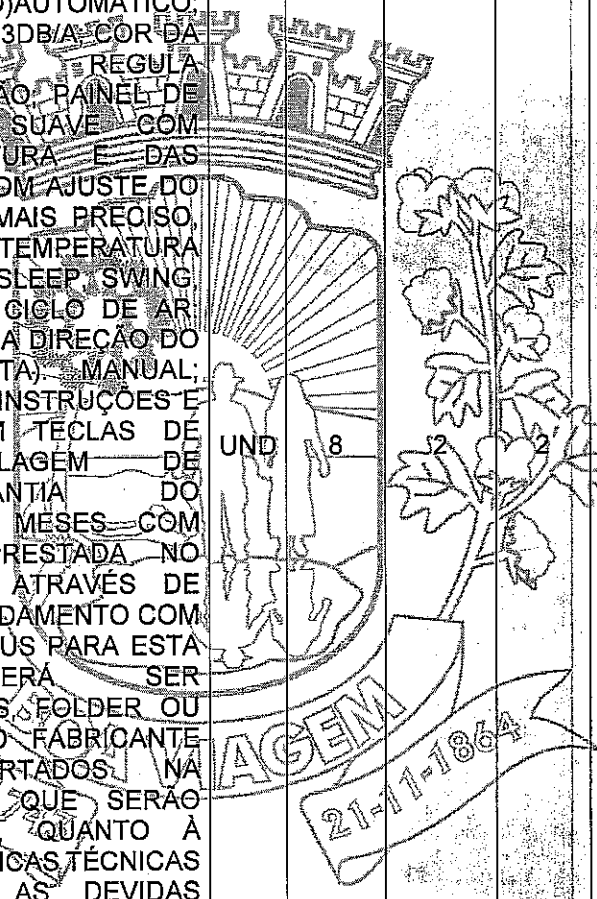 )AUTOMÁTICO;
3DB/A COR DA
REGULA
ÃO, PAINEL DE
SUAVE COM
TURA E DAS
OM AJUSTE DO
MAIS PRECISO,
TEMPERATURA
SLEEP, SWING
CICLO DE AR
A DIREÇÃO DO
TA). MANUAL;
INSTRUÇÕES E
M TECLAS DE
LAGEM DE
ANTIA DO
MESES COM
PRESTADA NO
ATRAVÉS DE
DAMENTO COM
US PARA ESTA
ERÁ SER
S, FOLDER OU
O FABRICANTE
RTADOS NA
QUE SERÃO
, QUANTO À
ICAS TÉCNICAS
AS DEVIDAS
UND 8 2 2
A VIAGEM
21-11-1864